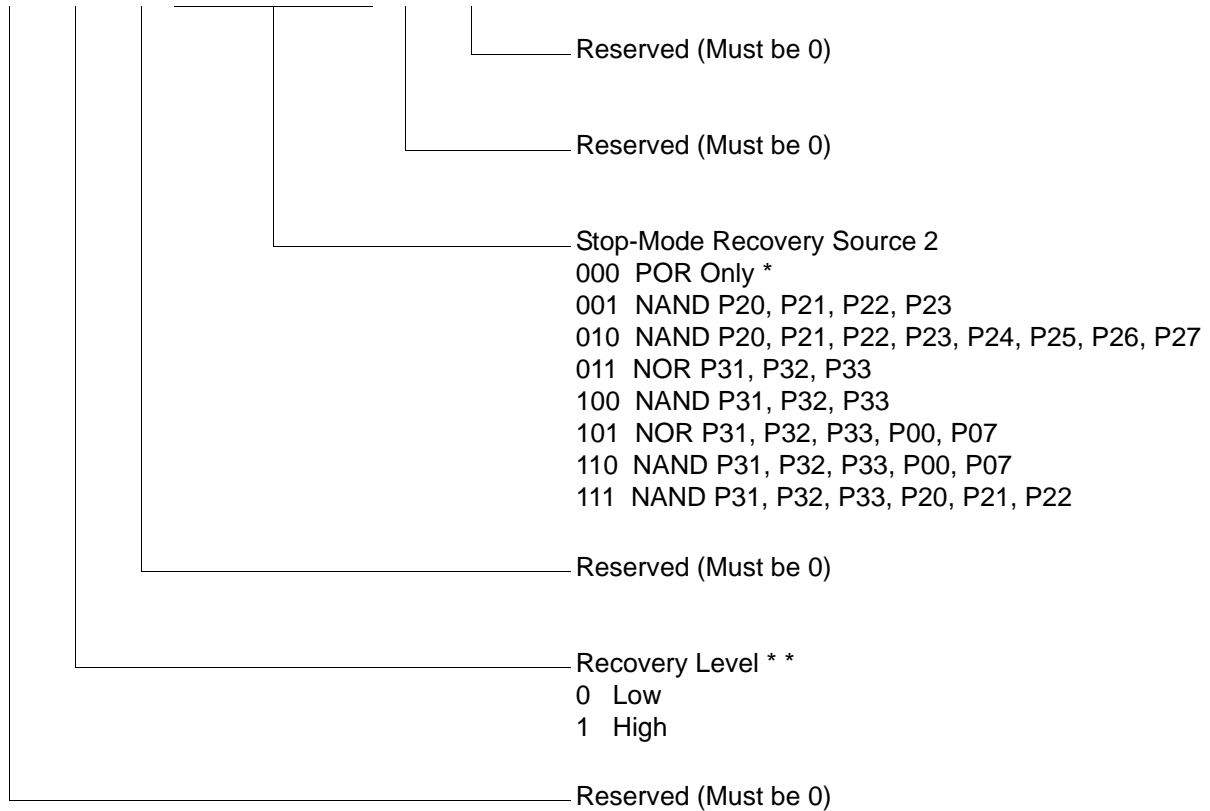 Reserved (Must be 0)
Reserved (Must be 0)
Stop-Mode Recovery Source 2
000 POR Only *
001 NAND P20, P21, P22, P23
010 NAND P20, P21, P22, P23, P24, P25, P26, P27
011 NOR P31, P32, P33
100 NAND P31, P32, P33
101 NOR P31, P32, P33, P00, P07
110 NAND P31, P32, P33, P00, P07
111 NAND P31, P32, P33, P20, P21, P22
Reserved (Must be 0)
Recovery Level * *
0 Low
1 High
Reserved (Must be 0)